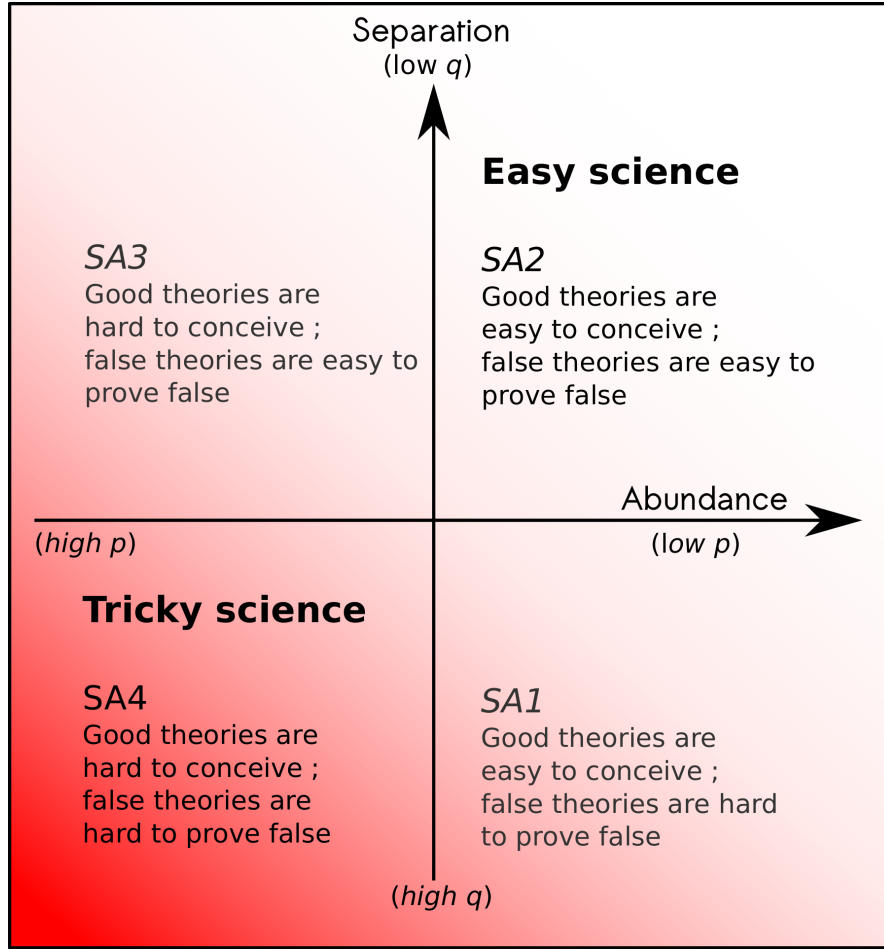 Separation
(low q)
Easy science
SA3
Good theories are
hard to conceive ;
false theories are easy to
prove false
SA2
Good theories are
easy to conceive ;
false theories are easy to
prove false
Abundance
(high p)
(low p)
Tricky science
SA4
Good theories are
hard to conceive ;
false theories are
hard to prove false
SA1
Good theories are
easy to conceive ;
false theories are hard
to prove false
(high q)